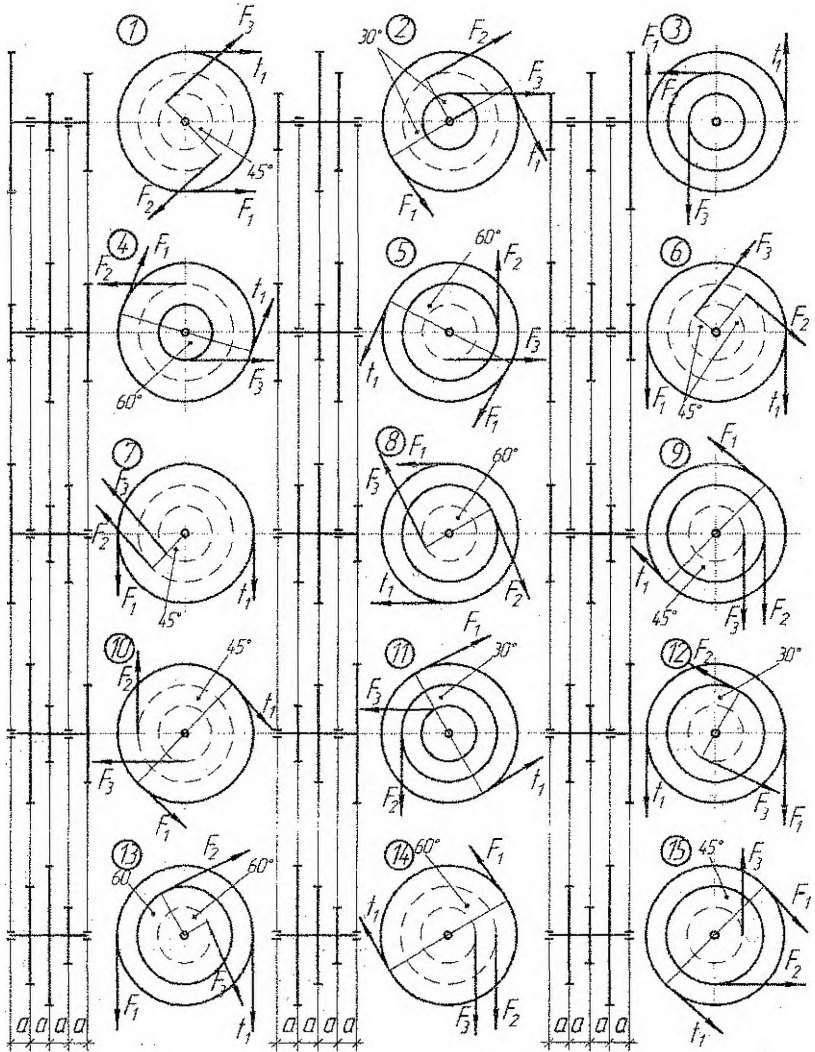 1 2 3
F3 t1 45° F2 F1
30° F2 F3 F1 t1
F1 F2 t1 F3
4 5 6
F1 F2 t1 F3 60°
60° F2 t1 F3 F1
F3 F2 F1 45° t1
7 8 9
F3 F2 F1 45° t1
F1 F3 60° t1 F2
F1 t1 45° F3 F2
10 11 12
45° F2 F3 F1 t1
F1 30° F3 F2 t1
F2 30° t1 F3 F1
13 14 15
F2 60 60° F1 F3 t1
60° F1 t1 F3 F2
45° F3 F1 F2 t1
a a a a a a a a a a a a